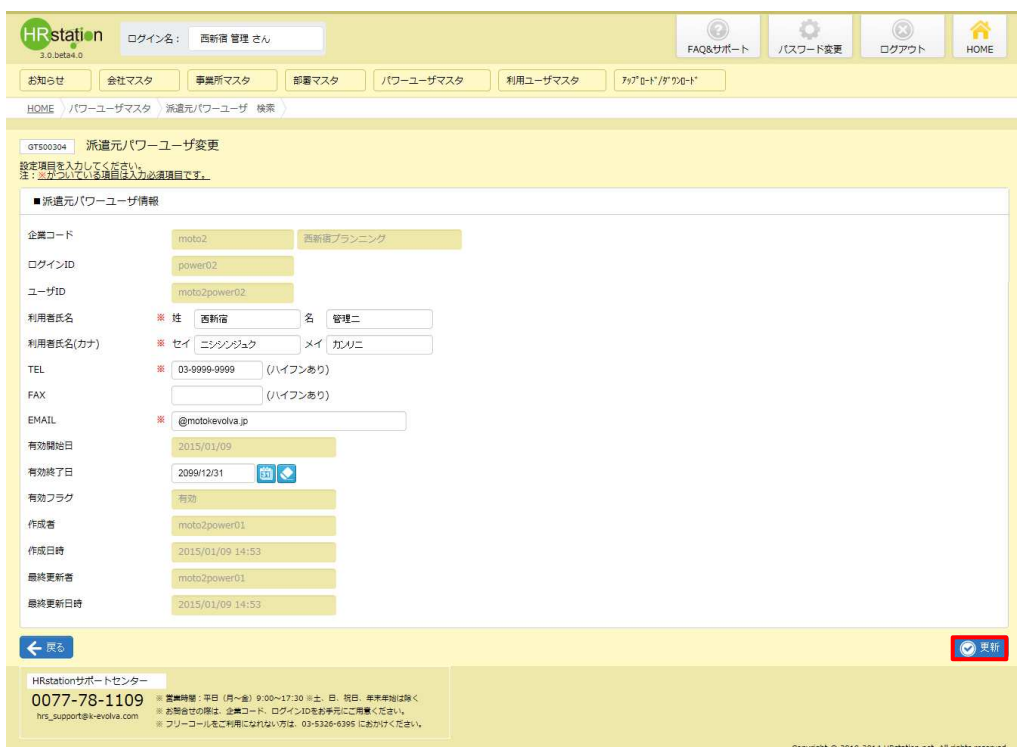 HRstation
3.0.beta4.0
ログイン名： 西新宿 管理 さん
FAQ&サポート パスワード変更 ログアウト HOME
お知らせ 会社マスタ 事業所マスタ 部署マスタ パワーユーザマスタ 利用ユーザマスタ ｱｯﾌﾟﾛｰﾄﾞ/ﾀﾞｳﾝﾛｰﾄﾞ
HOME パワーユーザマスタ 派遣元パワーユーザ 検索
GTS00304 派遣元パワーユーザ変更
設定項目を入力してください。
注：※がついている項目は入力必須項目です。
■派遣元パワーユーザ情報
企業コード moto2 西新宿プランニング
ログインID power02
ユーザID moto2power02
利用者氏名 ※ 姓 西新宿 名 管理二
利用者氏名(カナ) ※ セイ ニシシンジュク メイ カンリニ
TEL ※ 03-9999-9999 (ハイフンあり)
FAX (ハイフンあり)
EMAIL ※ @motokevolva.jp
有効開始日 2015/01/09
有効終了日 2099/12/31
有効フラグ 有効
作成者 moto2power01
作成日時 2015/01/09 14:53
最終更新者 moto2power01
最終更新日時 2015/01/09 14:53
戻る 更新
HRstationサポートセンター
0077-78-1109
hrs_support@k-evolva.com
※ 営業時間：平日（月～金）9:00～17:30 ※土、日、祝日、年末年始は除く
※ お問合せの際は、企業コード、ログインIDをお手元にご用意ください。
※ フリーコールをご利用になれない方は、03-5326-6395 におかけください。